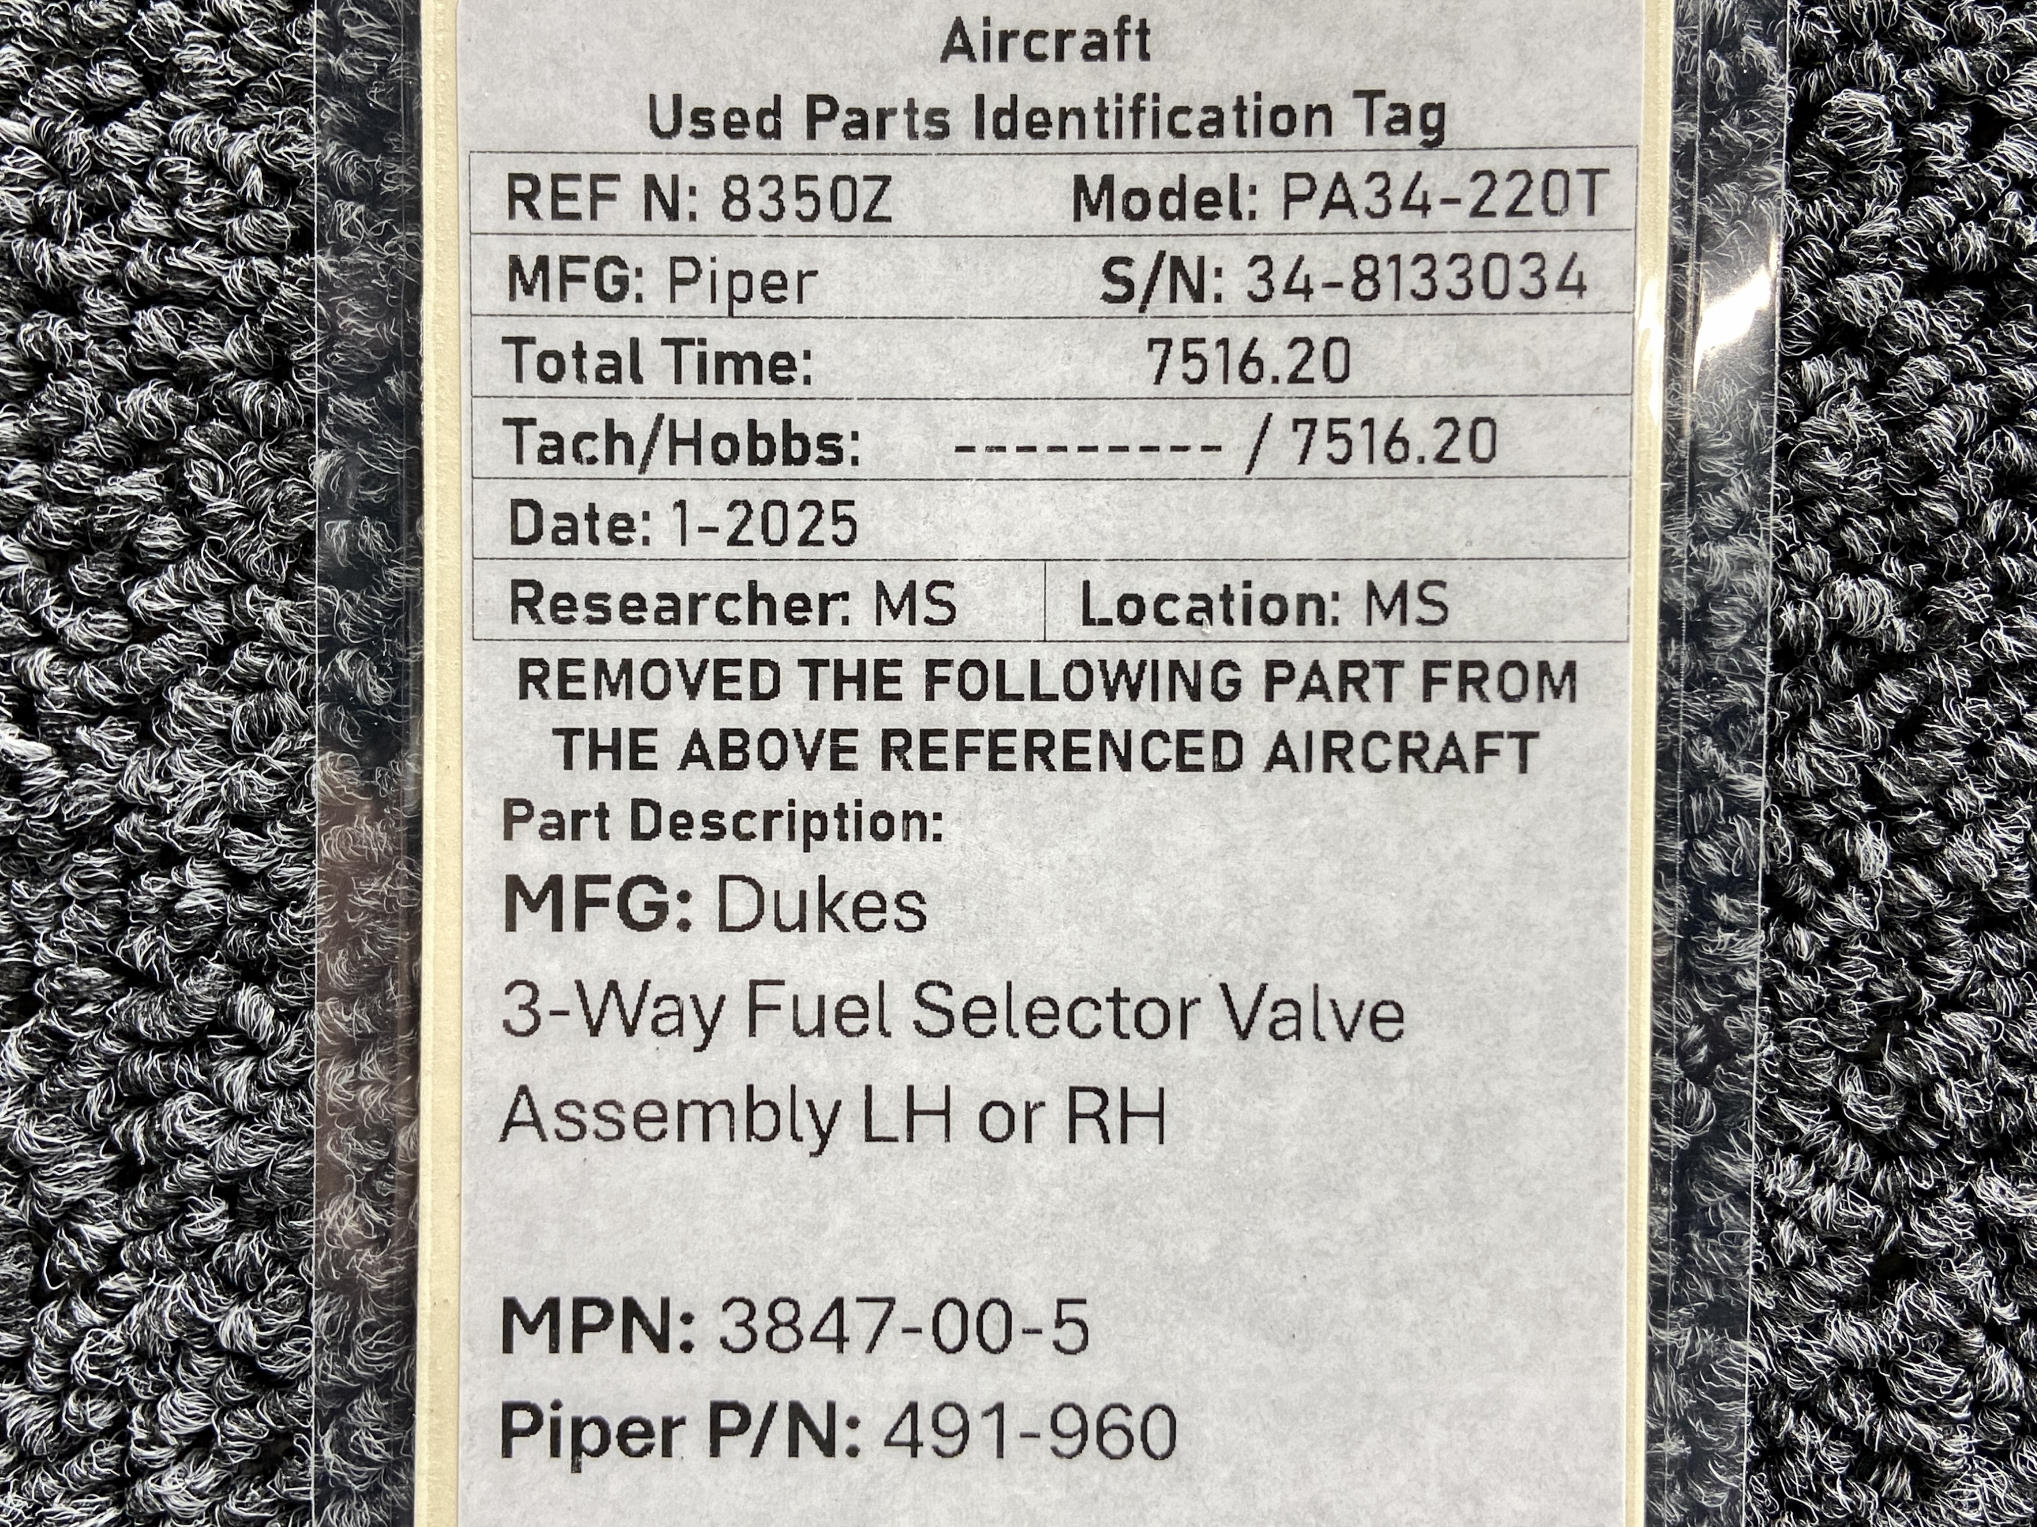 Aircraft
Used Parts Identification Tag
REF N: 8350Z Model: PA34-220T
MFG: Piper S/N: 34-8133034
Total Time: 7516.20
Tach/Hobbs: --------- / 7516.20
Date: 1-2025
Researcher: MS Location: MS
REMOVED THE FOLLOWING PART FROM
THE ABOVE REFERENCED AIRCRAFT
Part Description:
MFG: Dukes
3-Way Fuel Selector Valve
Assembly LH or RH
MPN: 3847-00-5
Piper P/N: 491-960